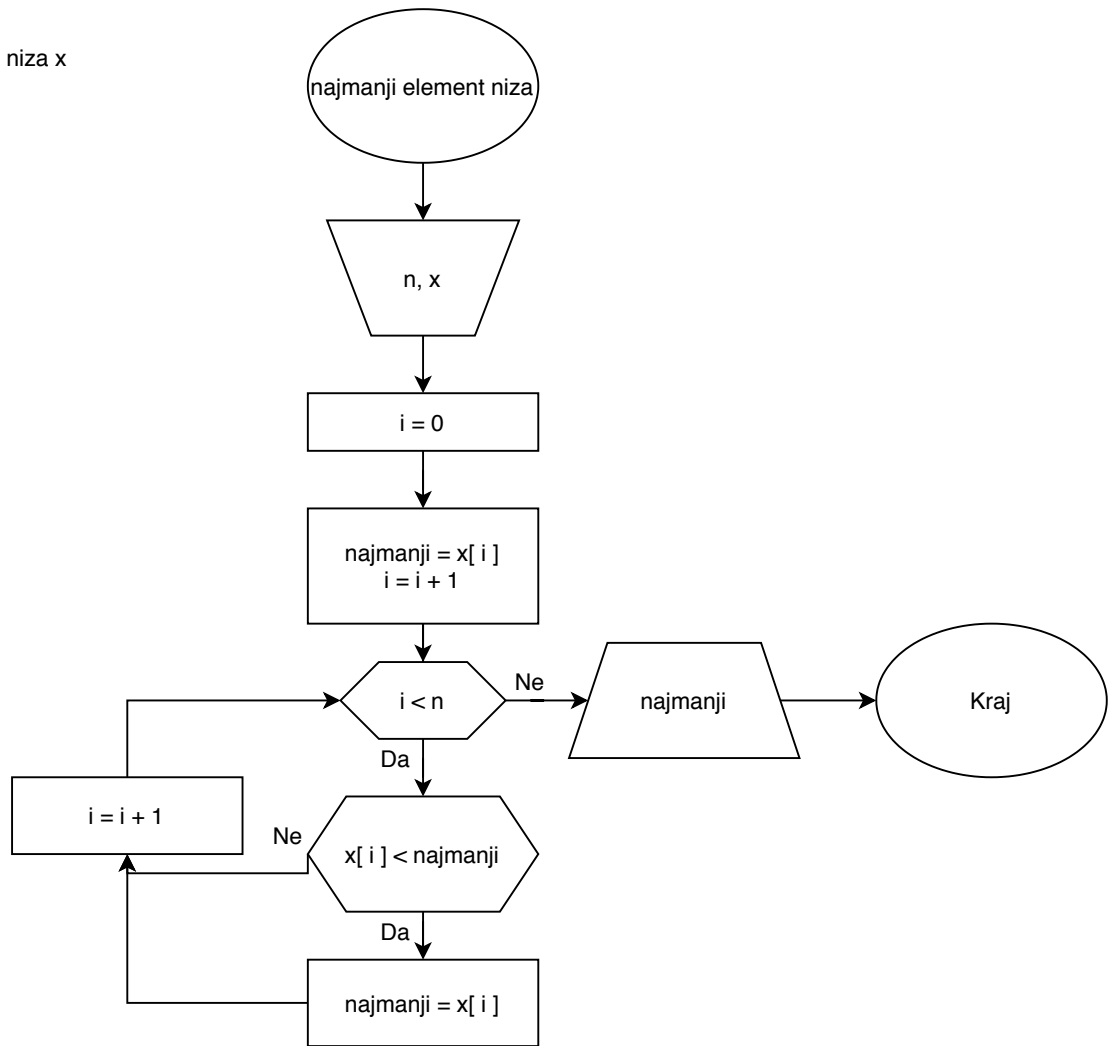 niza x
najmanji element niza
n, x
i = 0
najmanji = x[ i ]
i = i + 1
i < n
Ne
najmanji
Kraj
Da
i = i + 1
Ne
x[ i ] < najmanji
Da
najmanji = x[ i ]